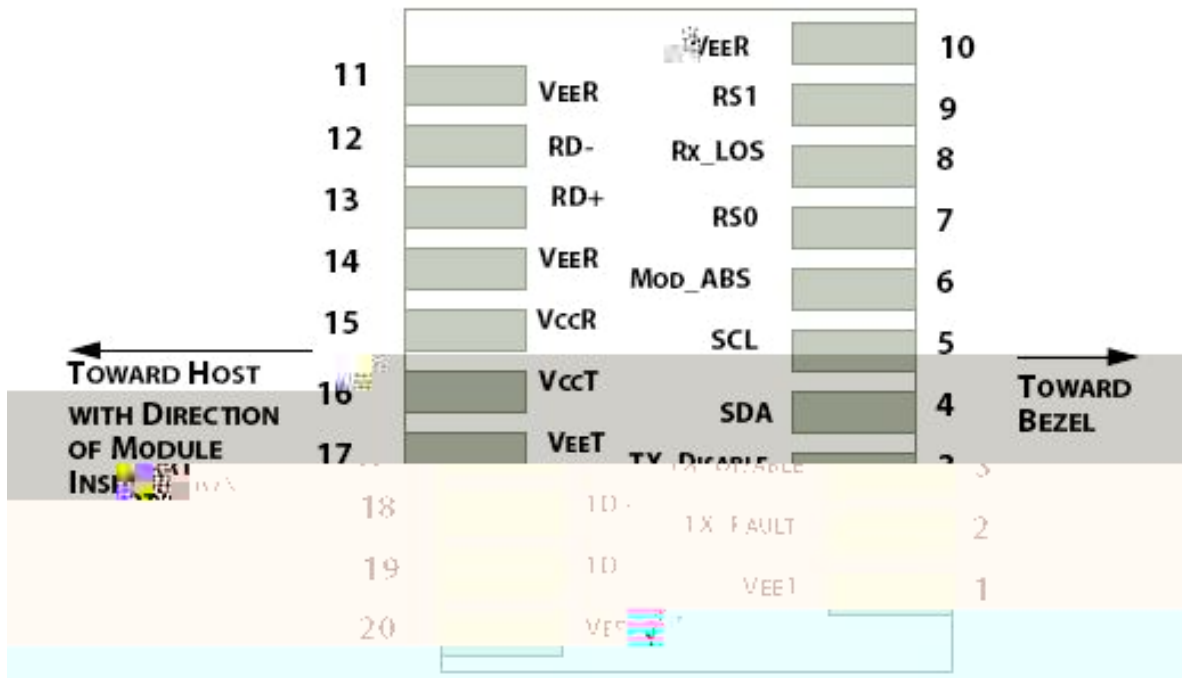 11
12
13
14
15
16
17
18
19
20
VEER
RD-
RD+
VEER
VCCR
VCCT
VEET
VEER
RS1
RX_LOS
RS0
MOD_ABS
SCL
SDA
TX_DISABLE
TX_FAULT
10
9
8
7
6
5
4
3
2
1
TOWARD HOST
WITH DIRECTION
OF MODULE
TOWARD
BEZEL